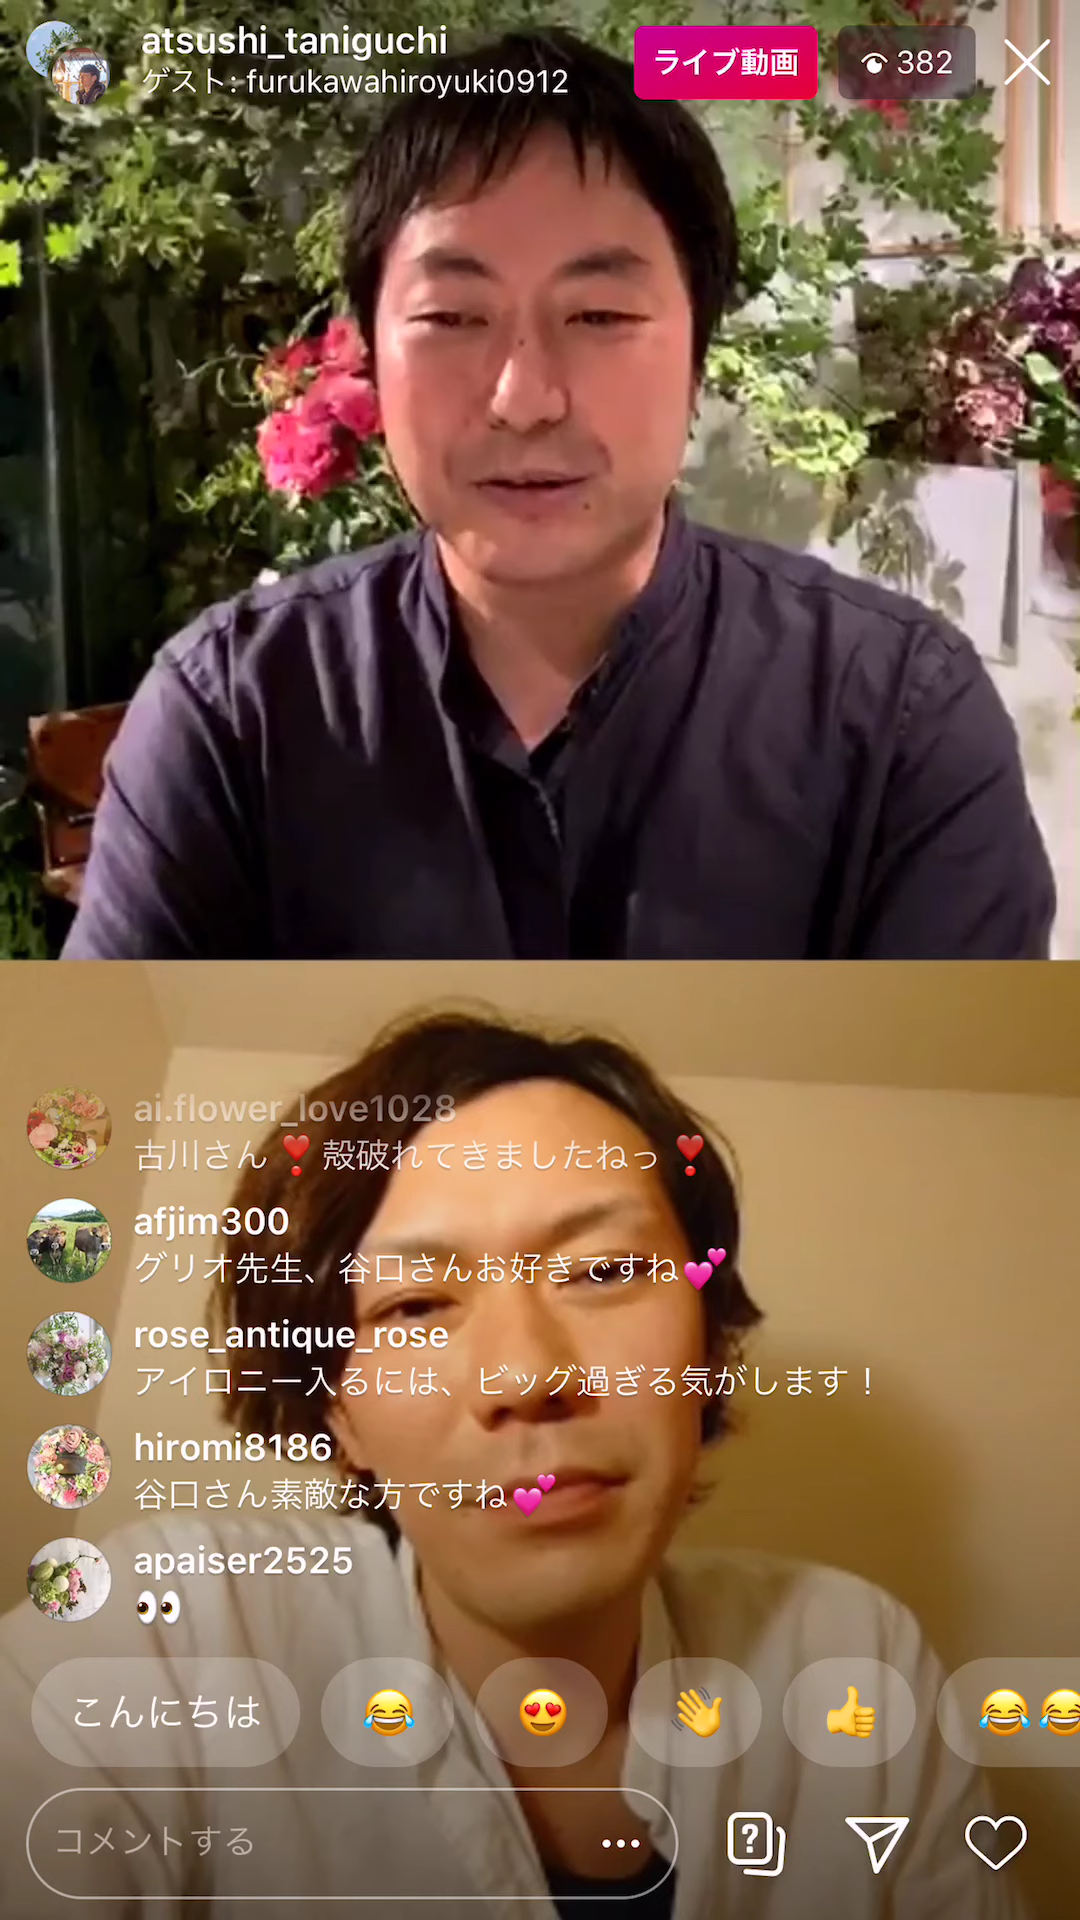 atsushi_taniguchi
ゲスト: furukawahiroyuki0912
ライブ動画
382
ai.flower_love1028
古川さん❣️殻破れてきましたねっ❣️
afjim300
グリオ先生、谷口さんお好きですね💕
rose_antique_rose
アイロニー入るには、ビッグ過ぎる気がします！
hiromi8186
谷口さん素敵な方ですね💕
apaiser2525
👀
こんにちは 😂 😍 👋 👍 😂😂
コメントする